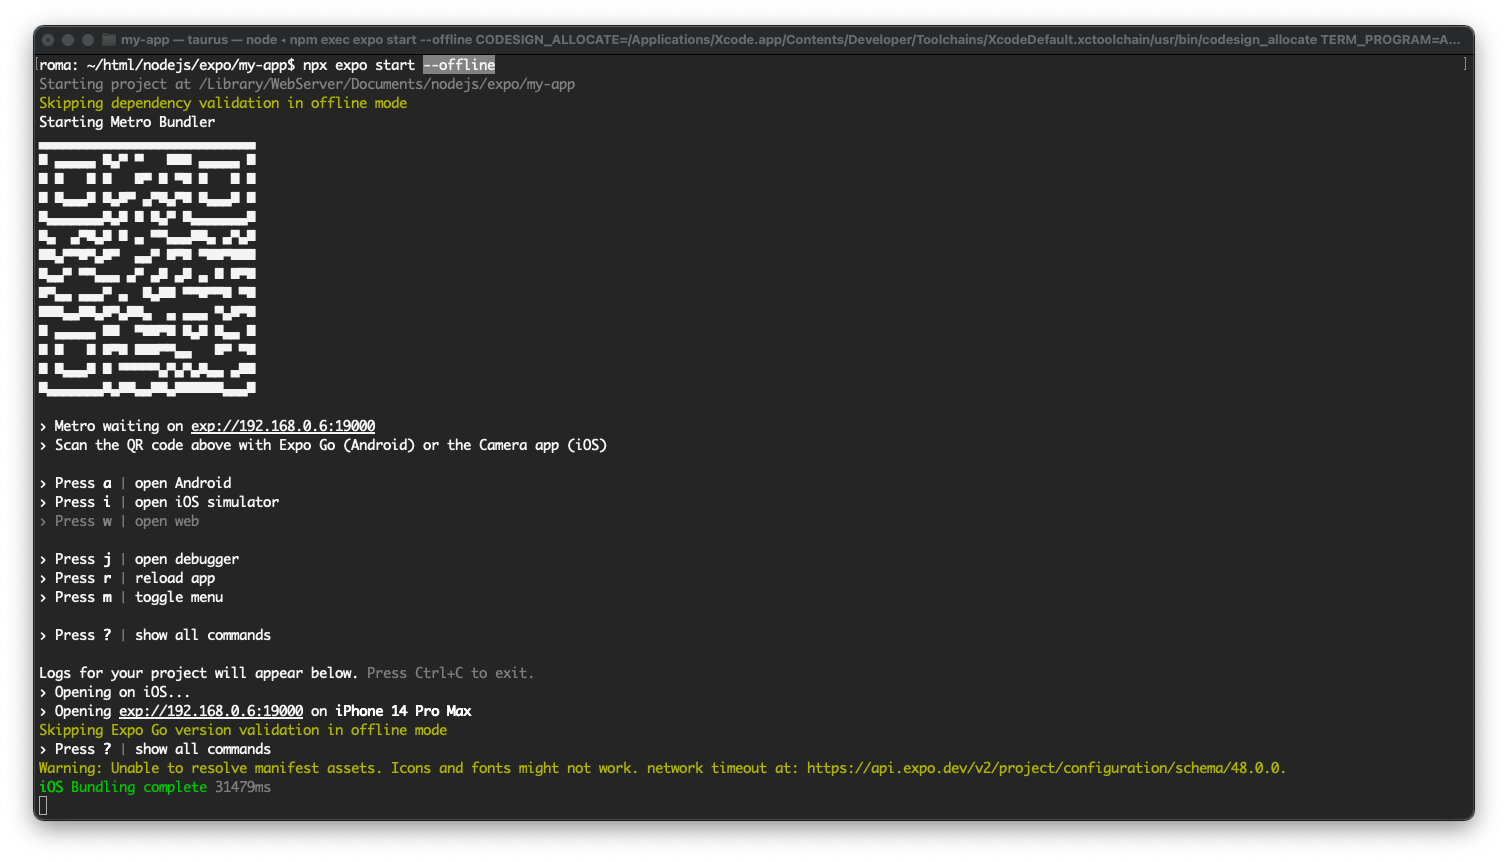 my-app — taurus — node ◂ npm exec expo start --offline CODESIGN_ALLOCATE=/Applications/Xcode.app/Contents/Developer/Toolchains/XcodeDefault.xctoolchain/usr/bin/codesign_allocate TERM_PROGRAM=A...
[roma: ~/html/nodejs/expo/my-app$ npx expo start --offline ]
Starting project at /Library/WebServer/Documents/nodejs/expo/my-app
Skipping dependency validation in offline mode
Starting Metro Bundler
› Metro waiting on exp://192.168.0.6:19000
› Scan the QR code above with Expo Go (Android) or the Camera app (iOS)
› Press a | open Android
› Press i | open iOS simulator
› Press w | open web
› Press j | open debugger
› Press r | reload app
› Press m | toggle menu
› Press ? | show all commands
Logs for your project will appear below. Press Ctrl+C to exit.
› Opening on iOS...
› Opening exp://192.168.0.6:19000 on iPhone 14 Pro Max
Skipping Expo Go version validation in offline mode
› Press ? | show all commands
Warning: Unable to resolve manifest assets. Icons and fonts might not work. network timeout at: https://api.expo.dev/v2/project/configuration/schema/48.0.0.
iOS Bundling complete 31479ms